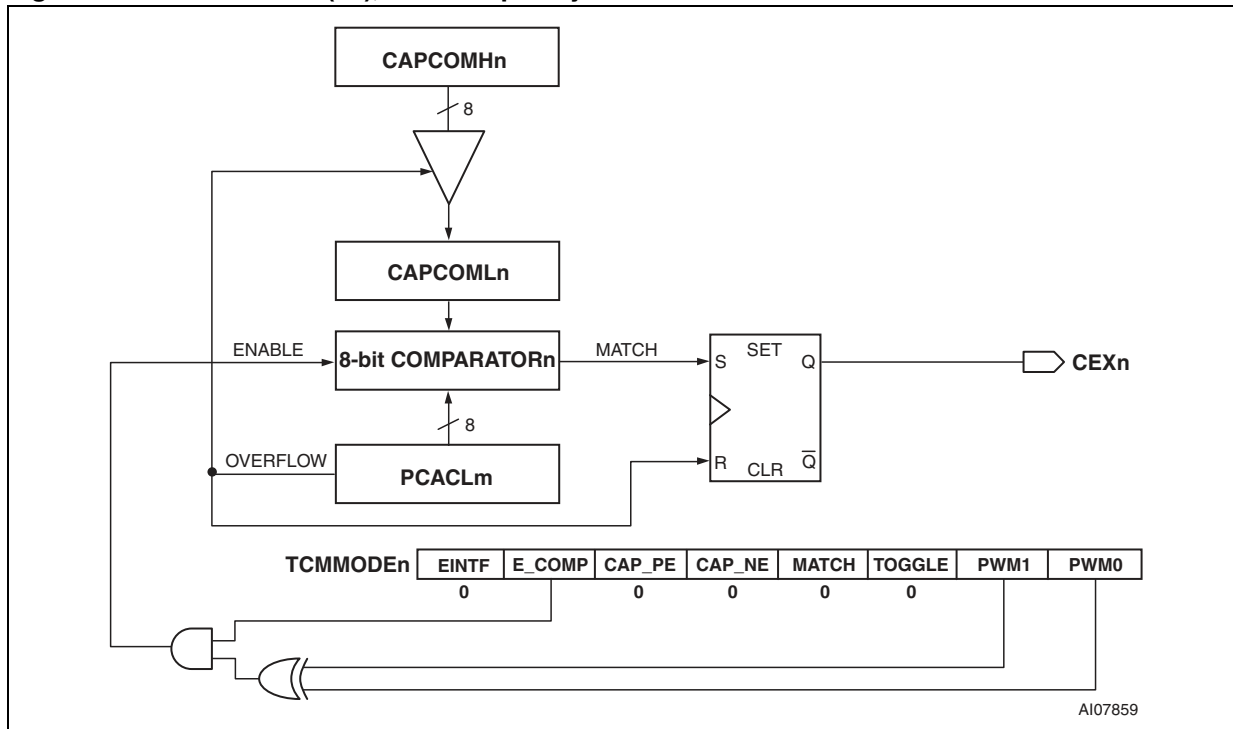 CAPCOMHn
8
CAPCOMLn
ENABLE
8-bit COMPARATORn
MATCH
S SET Q
CEXn
8
OVERFLOW
PCACLm
R CLR Q̅
TCMMODEn EINTF E_COMP CAP_PE CAP_NE MATCH TOGGLE PWM1 PWM0
0 0 0 0 0
AI07859